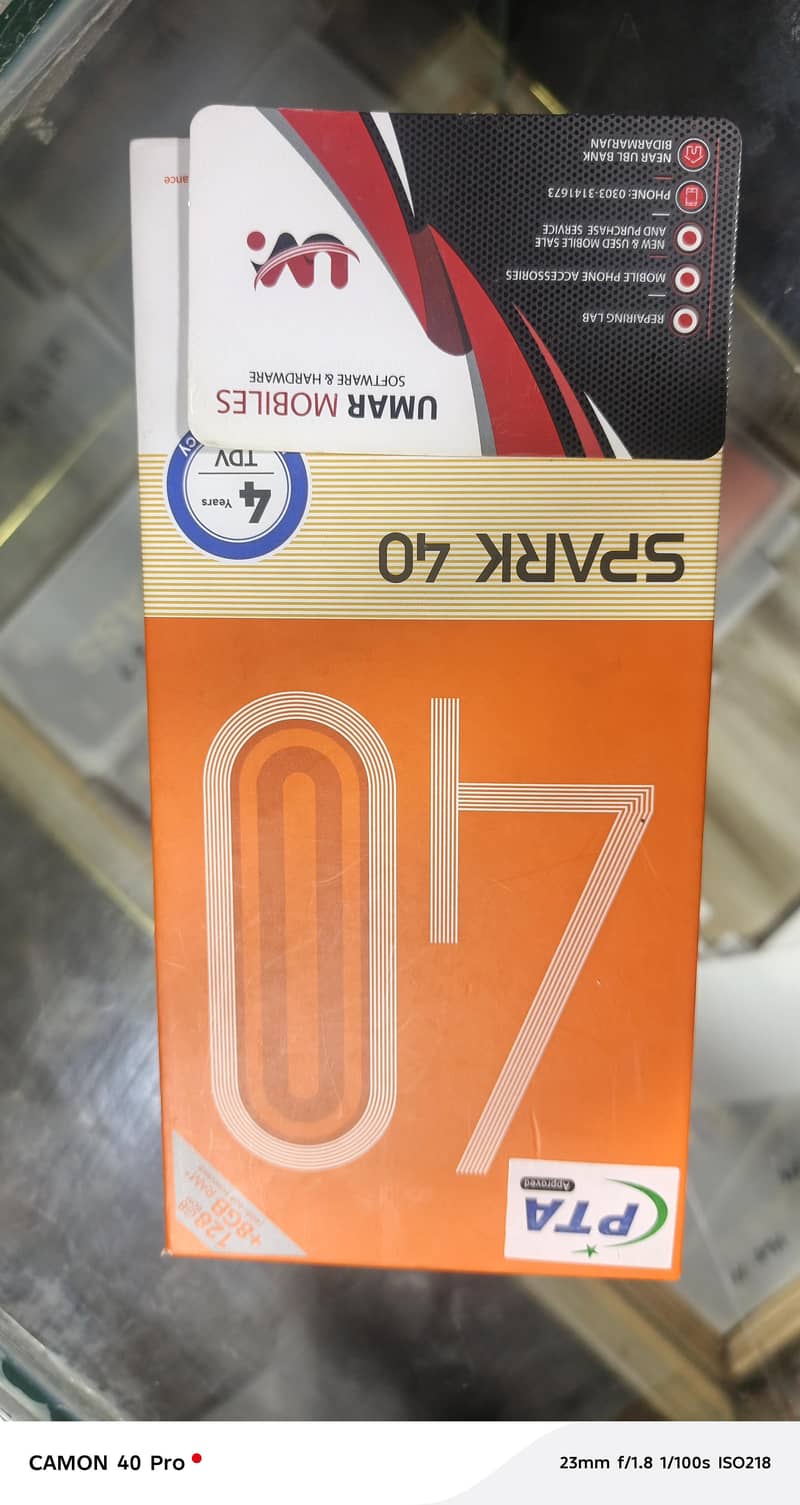 UMAR MOBILES
SOFTWARE & HARDWARE
REPAIRING LAB
MOBILE PHONE ACCESSORIES
NEW & USED MOBILE SALE
AND PURCHASE SERVICE
PHONE: 0303-3141673
NEAR UBL BANK
BIDARMARJAN
PTA
Approved
128GB
+8GB RAM*
40
SPARK 40
4 Years
TDV
CAMON 40 Pro
23mm f/1.8 1/100s ISO218